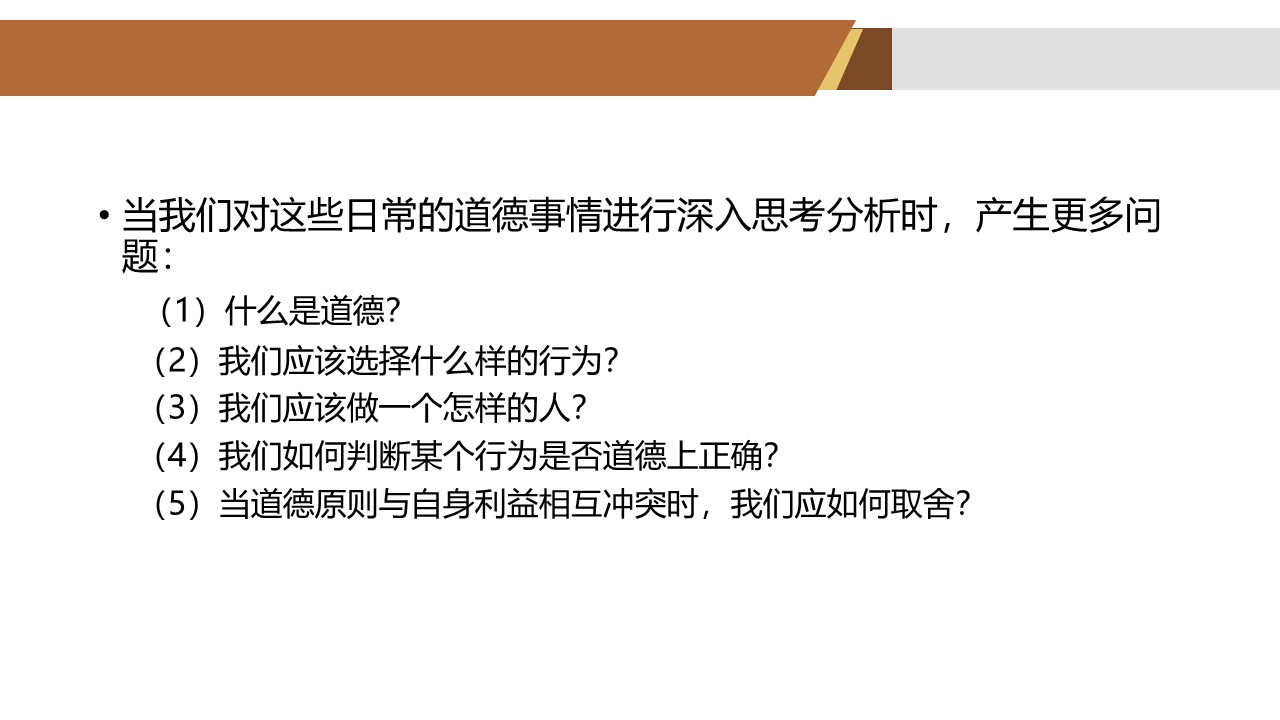 • 当我们对这些日常的道德事情进行深入思考分析时，产生更多问
题：
（1）什么是道德？
（2）我们应该选择什么样的行为？
（3）我们应该做一个怎样的人？
（4）我们如何判断某个行为是否道德上正确？
（5）当道德原则与自身利益相互冲突时，我们应如何取舍？